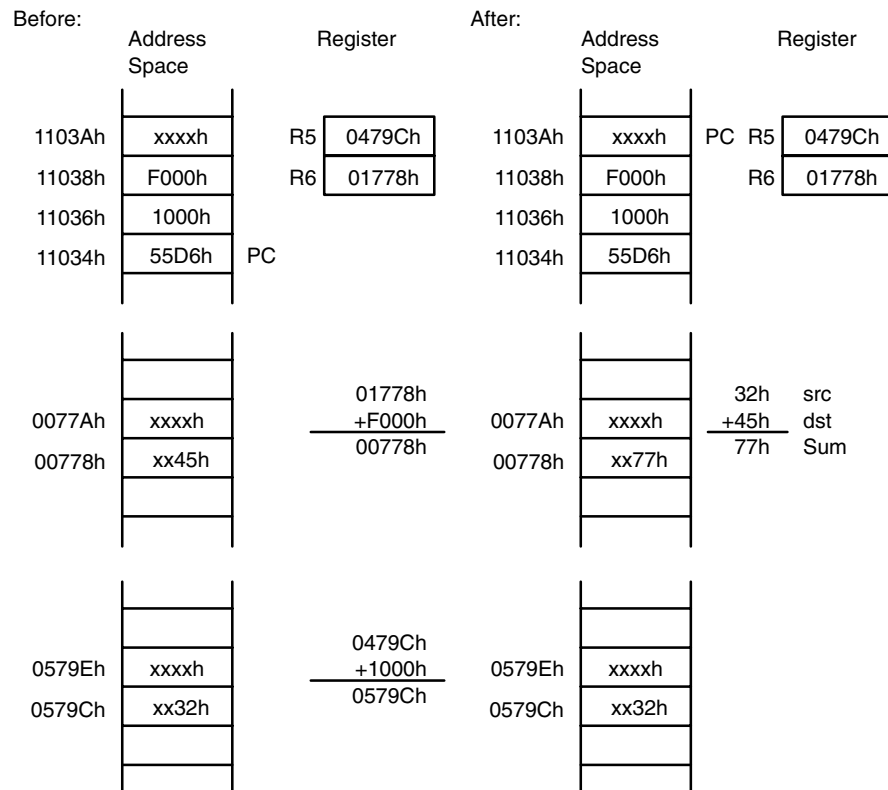 Before: After:
Address Register Address Register
Space Space
1103Ah xxxxh R5 0479Ch 1103Ah xxxxh PC R5 0479Ch
11038h F000h R6 01778h 11038h F000h R6 01778h
11036h 1000h 11036h 1000h
11034h 55D6h PC 11034h 55D6h
01778h 32h src
0077Ah xxxxh +F000h 0077Ah xxxxh +45h dst
00778h xx45h 00778h 00778h xx77h 77h Sum
0479Ch
0579Eh xxxxh +1000h 0579Eh xxxxh
0579Ch xx32h 0579Ch 0579Ch xx32h